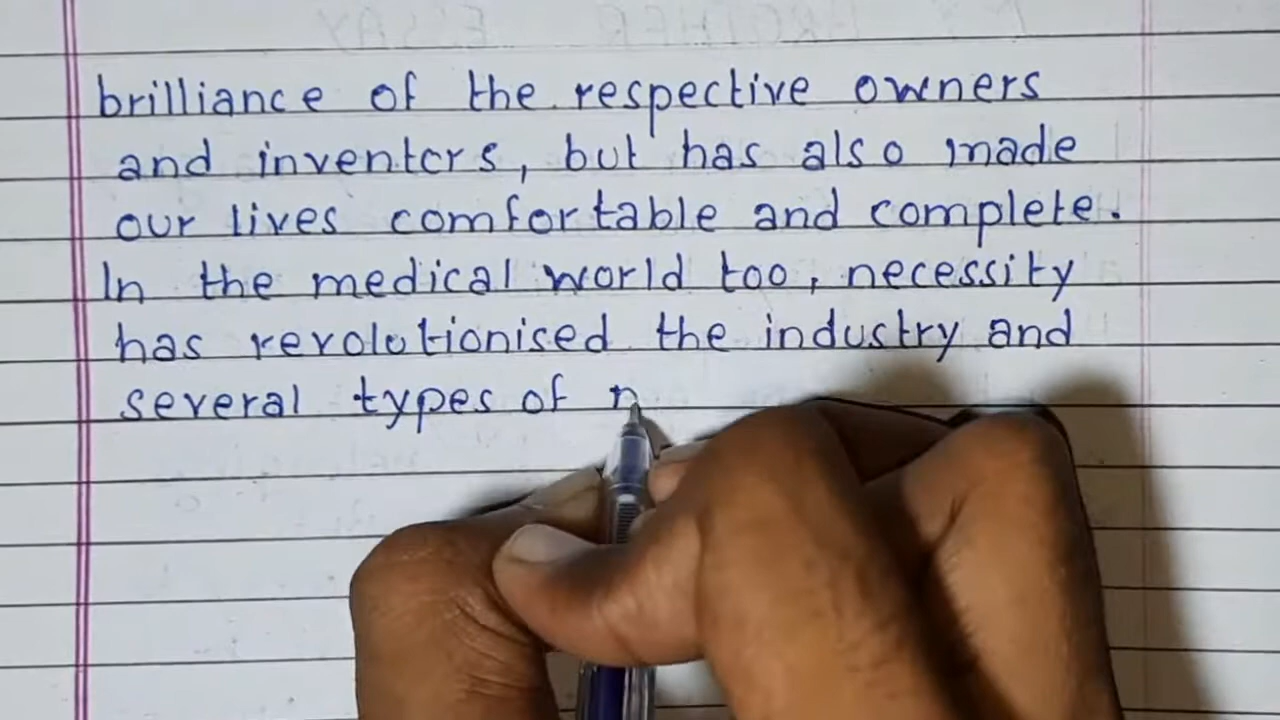 brilliance of the respective owners
and inventors, but has also made
our lives comfortable and complete.
In the medical world too, necessity
has revolutionised the industry and
several types of